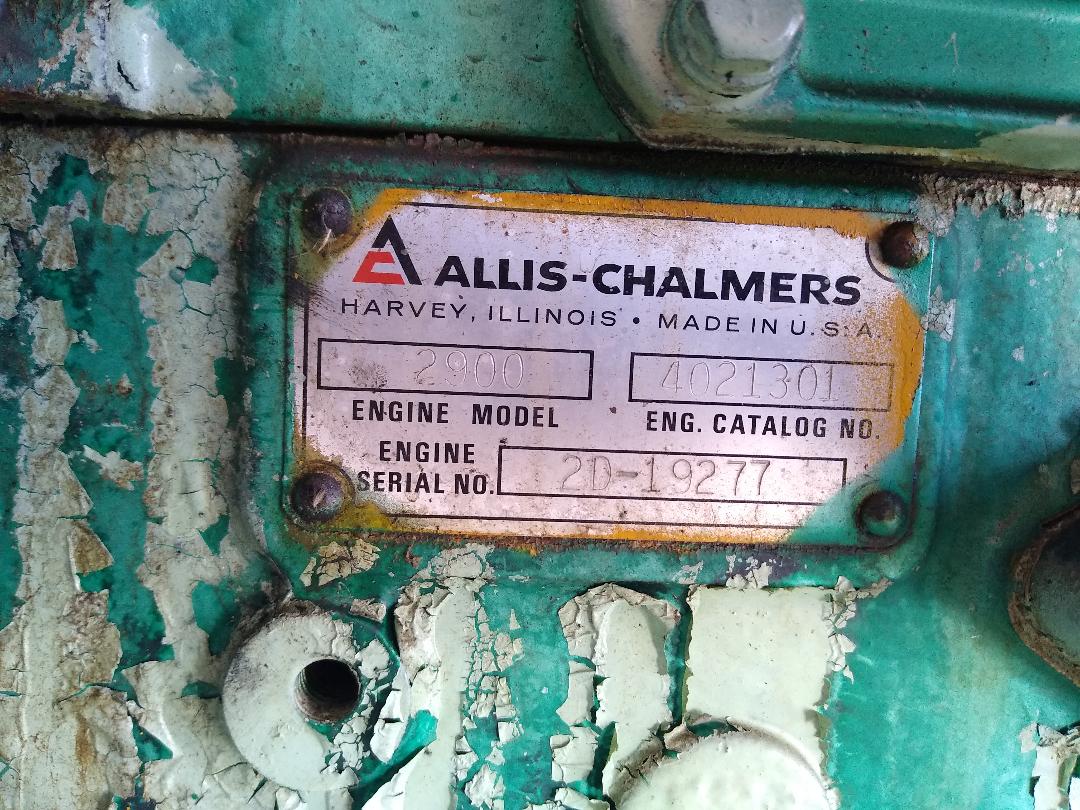 ALLIS-CHALMERS
HARVEY, ILLINOIS • MADE IN U.S.A.
2900 4021301
ENGINE MODEL ENG. CATALOG NO.
ENGINE SERIAL NO. 2D-19277